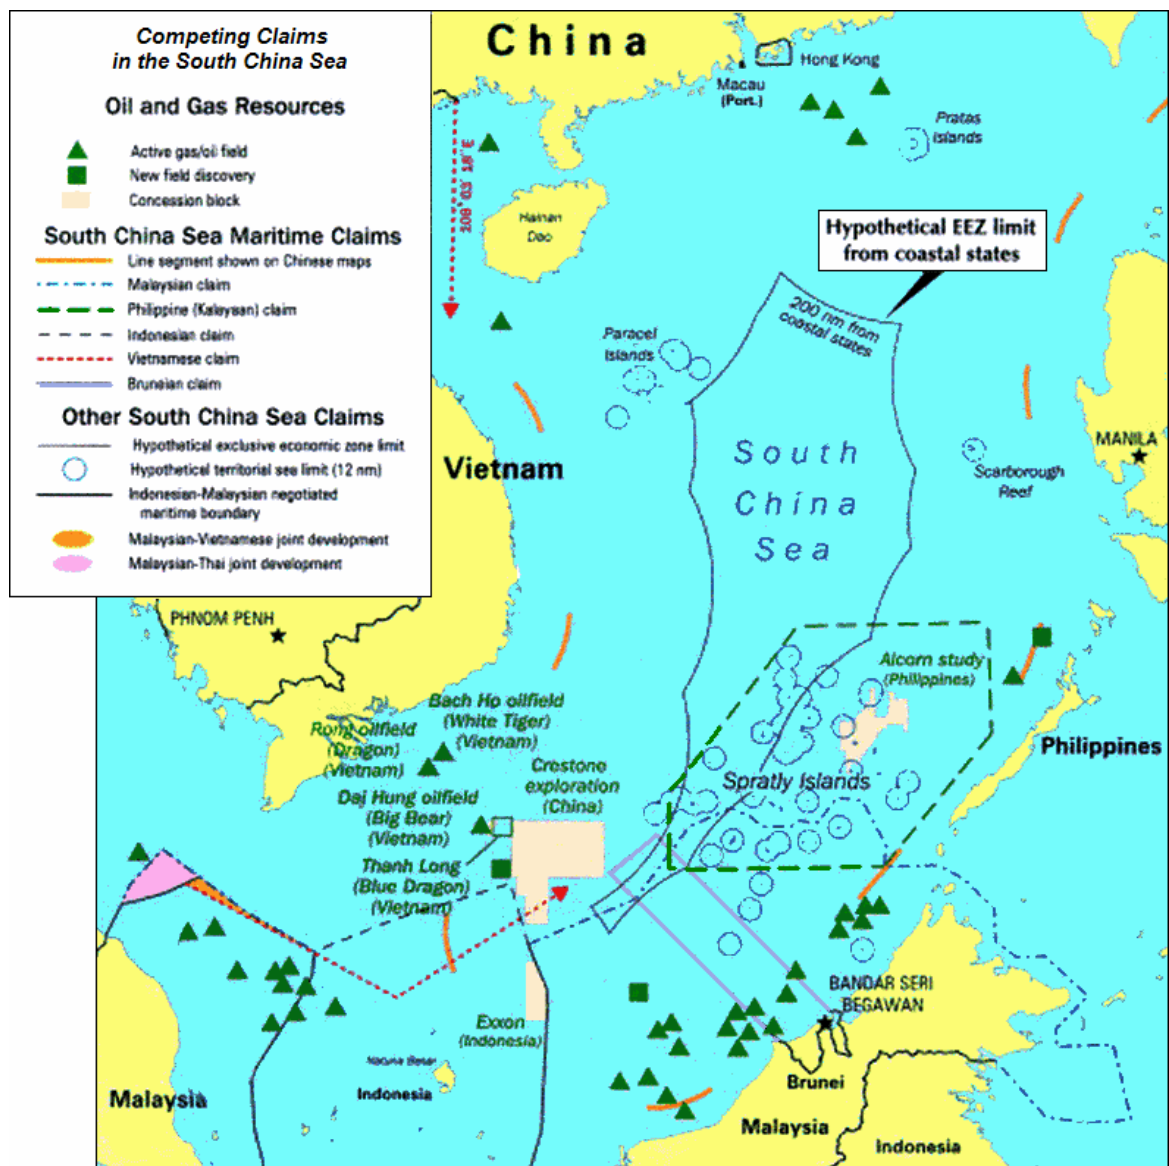 Competing Claims
in the South China Sea
Oil and Gas Resources
Active gas/oil field
New field discovery
Concession block
South China Sea Maritime Claims
Line segment shown on Chinese maps
Malaysian claim
Philippine (Kalayaan) claim
Indonesian claim
Vietnamese claim
Bruneian claim
Other South China Sea Claims
Hypothetical exclusive economic zone limit
Hypothetical territorial sea limit (12 nm)
Indonesian-Malaysian negotiated
maritime boundary
Malaysian-Vietnamese joint development
Malaysian-Thai joint development
China
Hong Kong
Macau
(Port.)
Pratas
Islands
108° 03' 18" E
Hainan
Dao
Hypothetical EEZ limit
from coastal states
200 nm from
coastal states
Paracel
Islands
MANILA
Scarborough
Reef
Vietnam
South
China
Sea
PHNOM PENH
Alcorn study
(Philippines)
Bach Ho oilfield
(White Tiger)
(Vietnam)
Rong oilfield
(Dragon)
(Vietnam)
Crestone
exploration
(China)
Philippines
Spratly Islands
Dai Hung oilfield
(Big Bear)
(Vietnam)
Thanh Long
(Blue Dragon)
(Vietnam)
BANDAR SERI
BEGAWAN
Exxon
(Indonesia)
Natuna Besar
Indonesia
Malaysia
Brunei
Malaysia
Indonesia